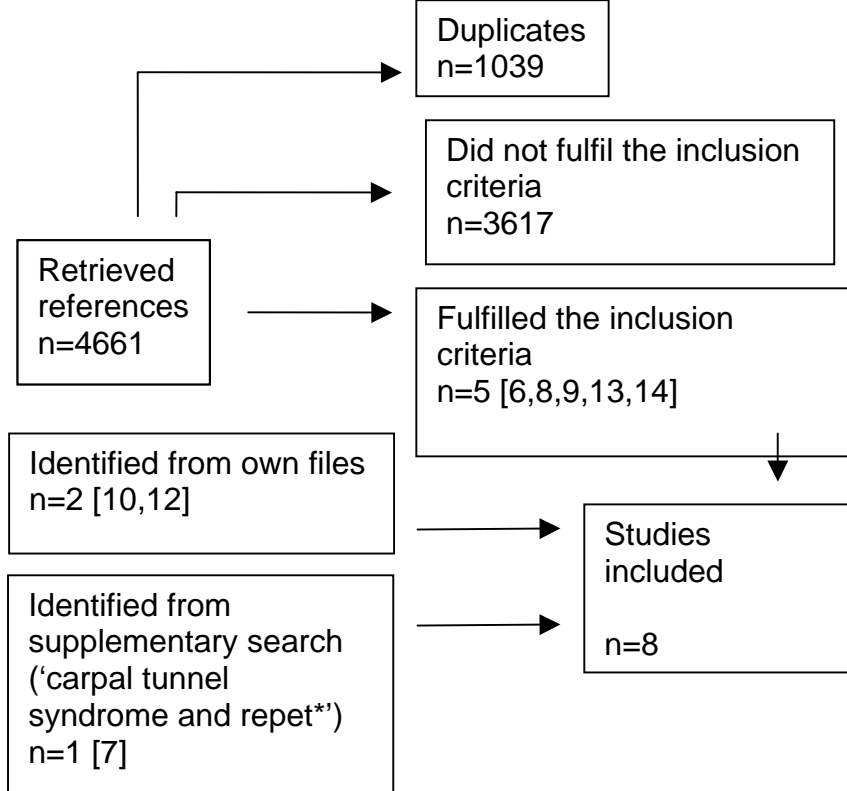 Duplicates
n=1039
Did not fulfil the inclusion
criteria
n=3617
Retrieved
references
n=4661
Fulfilled the inclusion
criteria
n=5 [6,8,9,13,14]
Identified from own files
n=2 [10,12]
Studies
included
n=8
Identified from
supplementary search
(‘carpal tunnel
syndrome and repet*’)
n=1 [7]